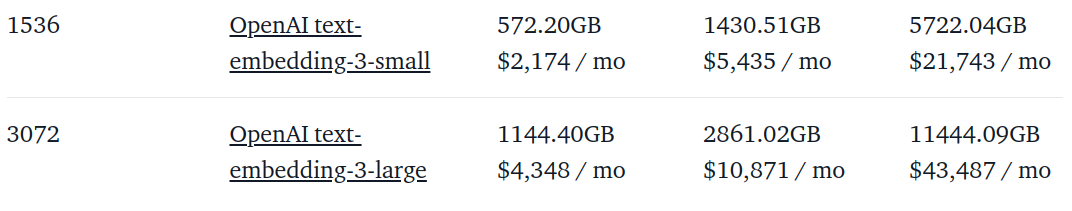 1536 OpenAI text- 572.20GB 1430.51GB 5722.04GB
embedding-3-small $2,174 / mo $5,435 / mo $21,743 / mo
3072 OpenAI text- 1144.40GB 2861.02GB 11444.09GB
embedding-3-large $4,348 / mo $10,871 / mo $43,487 / mo